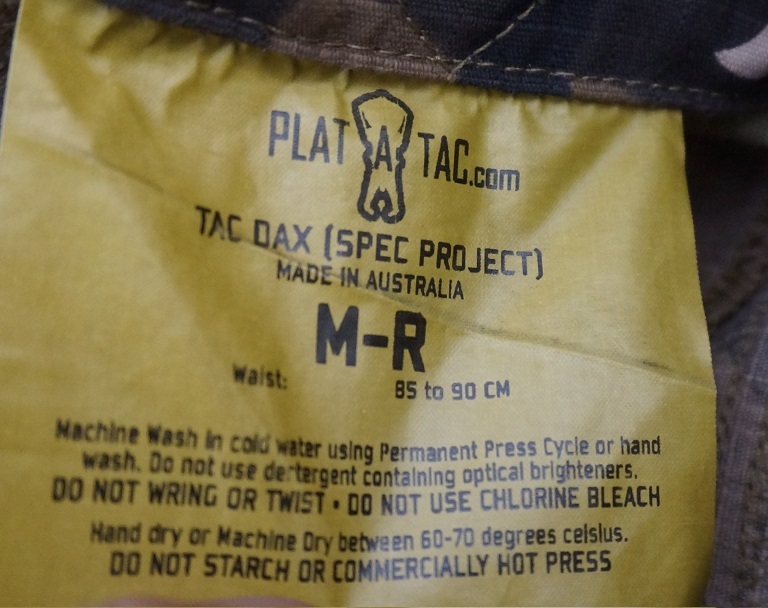 PLAT A TAC.com
TAC DAX (SPEC PROJECT)
MADE IN AUSTRALIA
M-R
Waist: 85 to 90 CM
Machine Wash in cold water using Permanent Press Cycle or hand
wash. Do not use detergent containing optical brighteners.
DO NOT WRING OR TWIST • DO NOT USE CHLORINE BLEACH
Hand dry or Machine Dry between 60-70 degrees celsius.
DO NOT STARCH OR COMMERCIALLY HOT PRESS